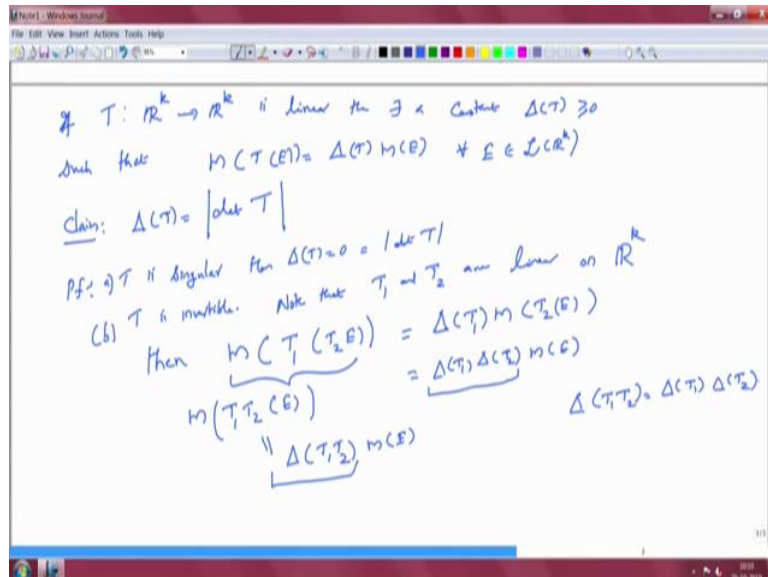 Note1 - Windows Journal
File Edit View Insert Actions Tools Help
If T: ℝ^k → ℝ^k is linear then ∃ a constant Δ(T) ≥ 0
such that m(T(E)) = Δ(T) m(E) ∀ E ∈ 𝓛(ℝ^k)
Claim: Δ(T) = |det T|
Pf: a) T is singular then Δ(T) = 0 = |det T|
(b) T is invertible. Note that T₁ and T₂ are linear on ℝ^k
then m(T₁(T₂E)) = Δ(T₁) m(T₂(E))
= Δ(T₁) Δ(T₂) m(E)
m(T₁T₂(E))
Δ(T₁T₂) = Δ(T₁) Δ(T₂)
|| Δ(T₁T₂) m(E)
3/3